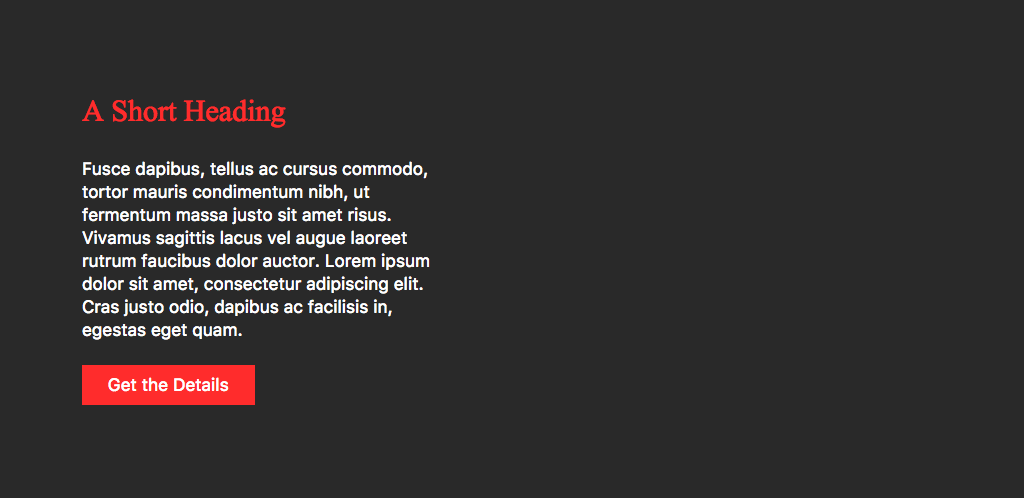 A Short Heading
Fusce dapibus, tellus ac cursus commodo,
tortor mauris condimentum nibh, ut
fermentum massa justo sit amet risus.
Vivamus sagittis lacus vel augue laoreet
rutrum faucibus dolor auctor. Lorem ipsum
dolor sit amet, consectetur adipiscing elit.
Cras justo odio, dapibus ac facilisis in,
egestas eget quam.
Get the Details